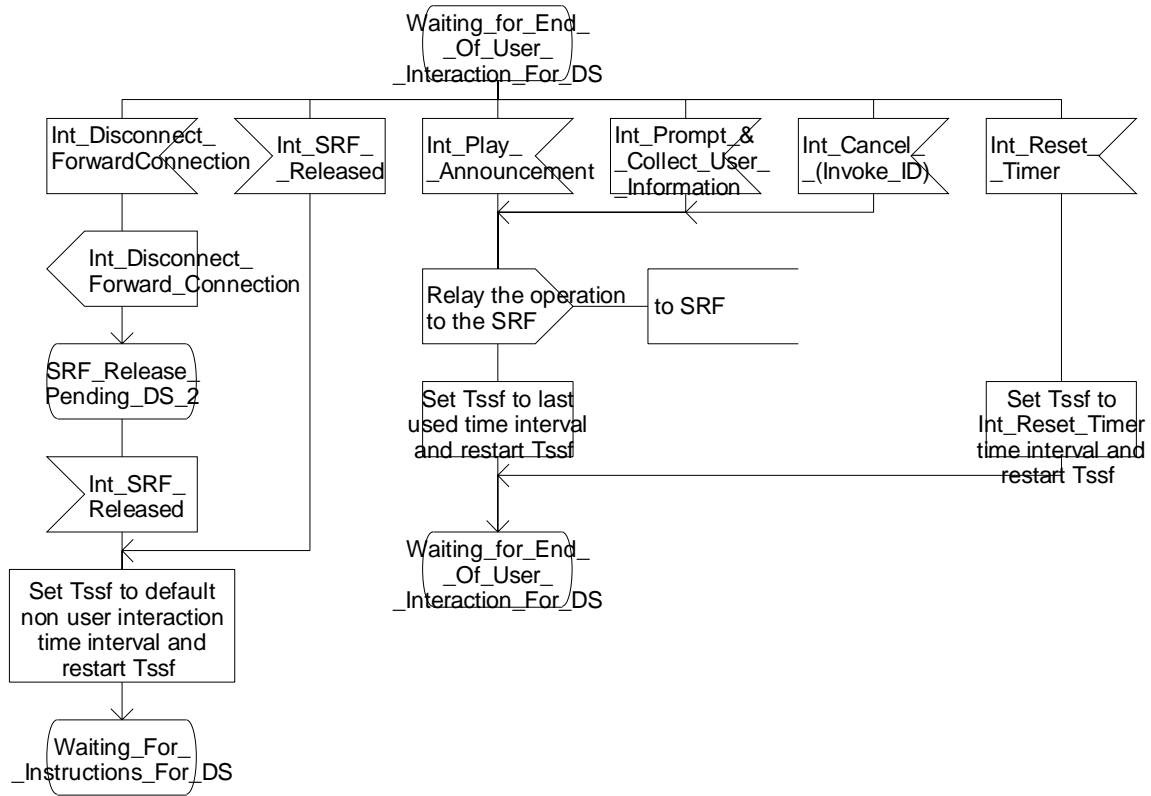 Waiting_for_End_
_Of_User_
_Interaction_For_DS
Int_Disconnect_
ForwardConnection
Int_SRF_
_Released
Int_Play_
_Announcement
Int_Prompt_&
_Collect_User_
_Information
Int_Cancel_
_(Invoke_ID)
Int_Reset_
_Timer
Int_Disconnect_
Forward_Connection
Relay the operation
to the SRF
to SRF
SRF_Release_
Pending_DS_2
Set Tssf to last
used time interval
and restart Tssf
Set Tssf to
Int_Reset_Timer
time interval and
restart Tssf
Int_SRF_
Released
Waiting_for_End_
_Of_User_
_Interaction_For_DS
Set Tssf to default
non user interaction
time interval and
restart Tssf
Waiting_For_
_Instructions_For_DS